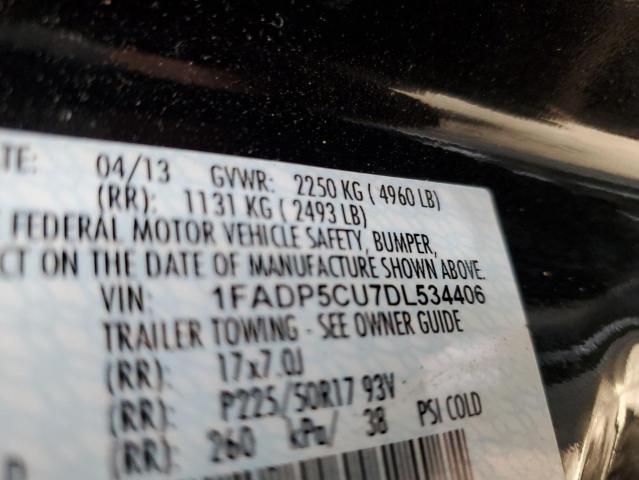 TE: 04/13 GVWR: 2250 KG ( 4960 LB)
(RR): 1131 KG ( 2493 LB)
FEDERAL MOTOR VEHICLE SAFETY, BUMPER,
CT ON THE DATE OF MANUFACTURE SHOWN ABOVE.
VIN: 1FADP5CU7DL534406
TRAILER TOWING - SEE OWNER GUIDE
(RR): 17x7.0J
(RR): P225/50R17 93V
(RR): 260 kPa/ 38 PSI COLD